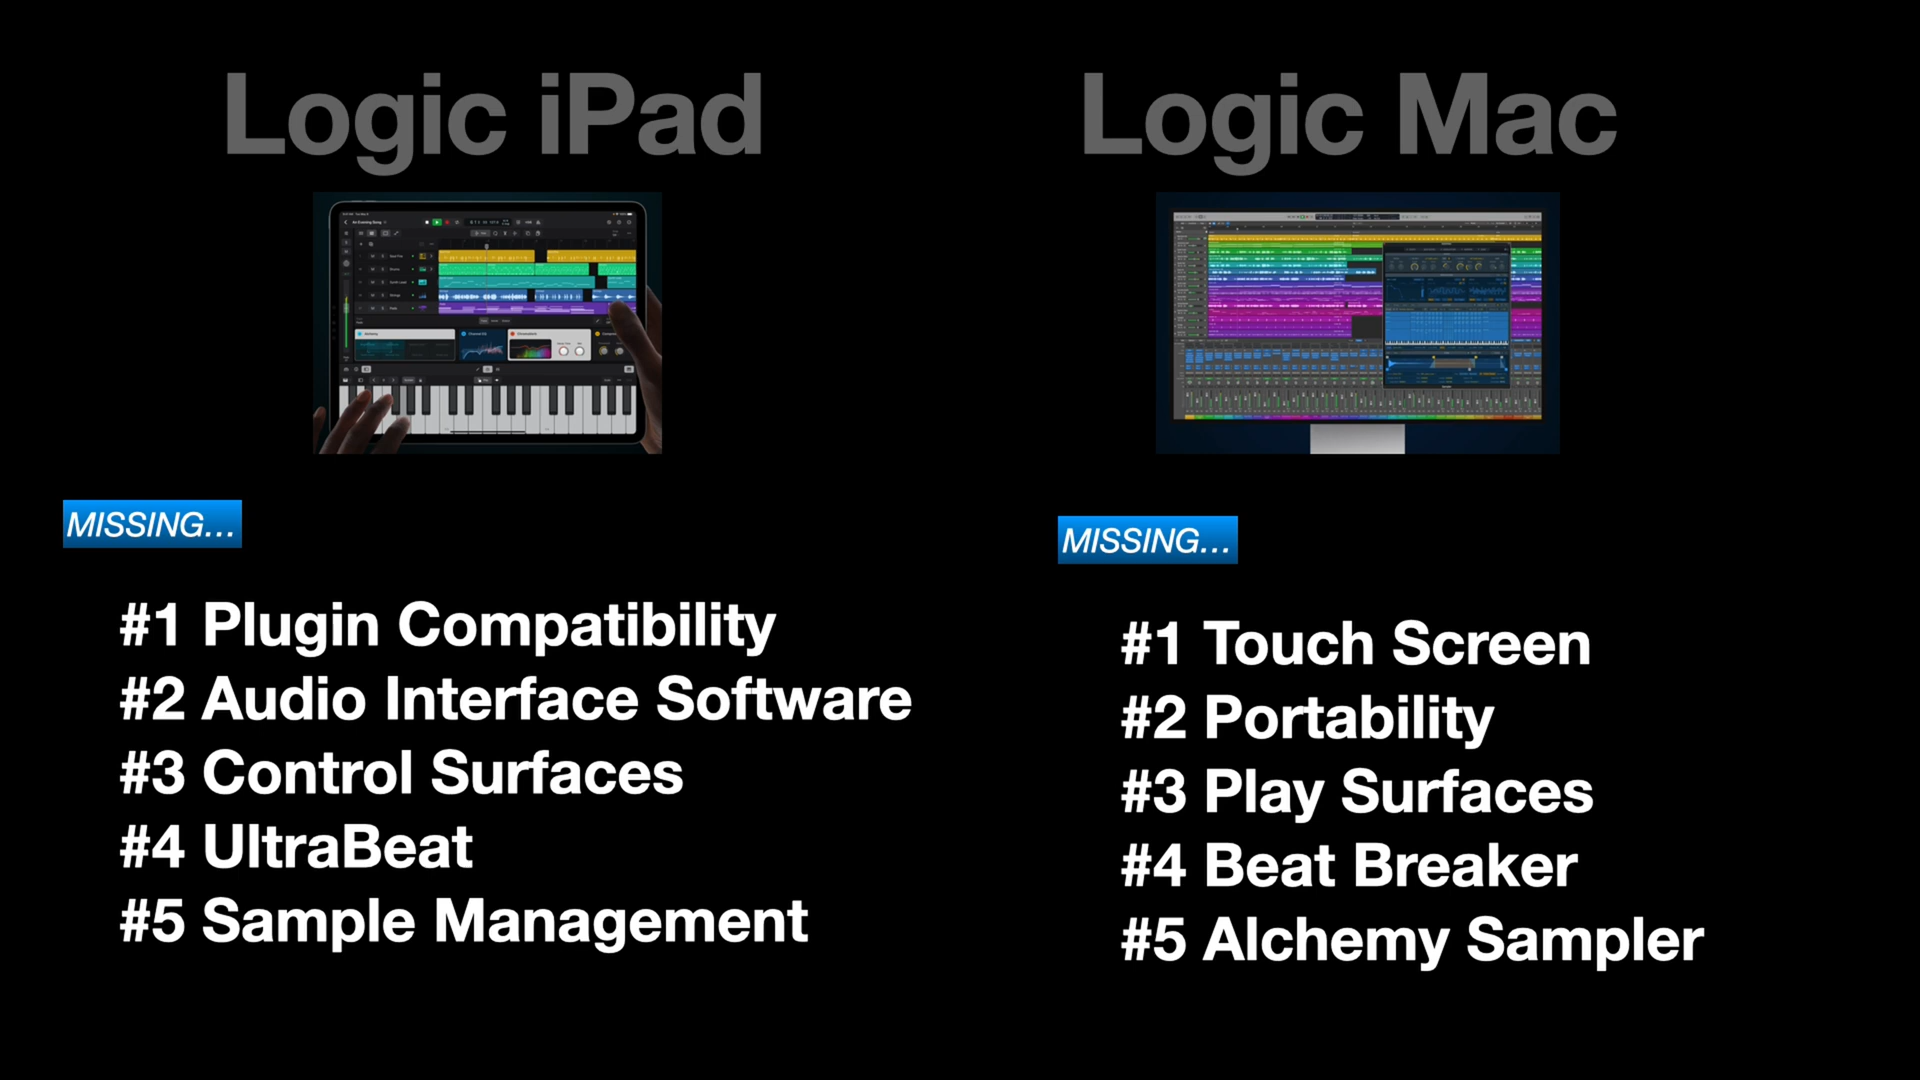 Logic iPad
MISSING...
#1 Plugin Compatibility
#2 Audio Interface Software
#3 Control Surfaces
#4 UltraBeat
#5 Sample Management
Logic Mac
MISSING...
#1 Touch Screen
#2 Portability
#3 Play Surfaces
#4 Beat Breaker
#5 Alchemy Sampler